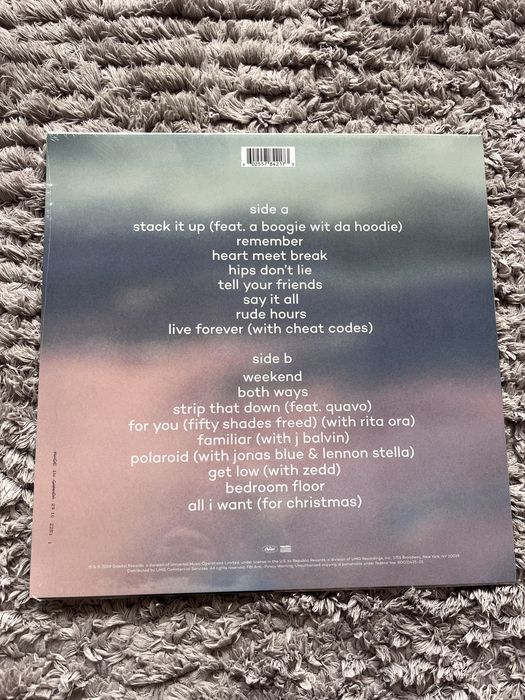 side a
stack it up (feat. a boogie wit da hoodie)
remember
heart meet break
hips don't lie
tell your friends
say it all
rude hours
live forever (with cheat codes)
side b
weekend
both ways
strip that down (feat. quavo)
for you (fifty shades freed) (with rita ora)
familiar (with j balvin)
polaroid (with jonas blue & lennon stella)
get low (with zedd)
bedroom floor
all i want (for christmas)